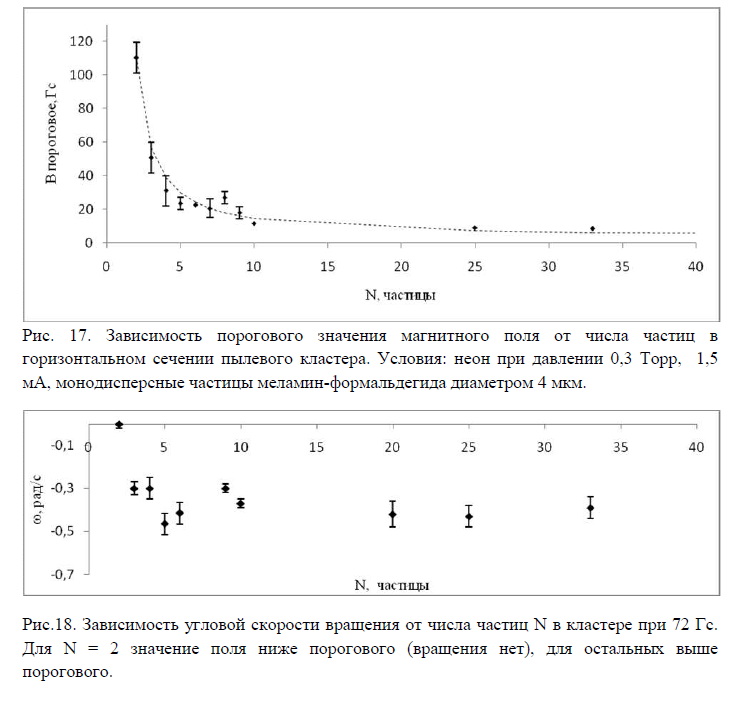 120
100
80
60
40
20
0
В пороговое, Гс
0 5 10 15 20 25 30 35 40
N, частицы
Рис. 17. Зависимость порогового значения магнитного поля от числа частиц в
горизонтальном сечении пылевого кластера. Условия: неон при давлении 0,3 Торр, 1,5
мА, монодисперсные частицы меламин-формальдегида диаметром 4 мкм.
-0,1 0 5 10 15 20 25 30 35 40
-0,3
-0,5
-0,7
ω, рад/с
N, частицы
Рис.18. Зависимость угловой скорости вращения от числа частиц N в кластере при 72 Гс.
Для N = 2 значение поля ниже порогового (вращения нет), для остальных выше
порогового.